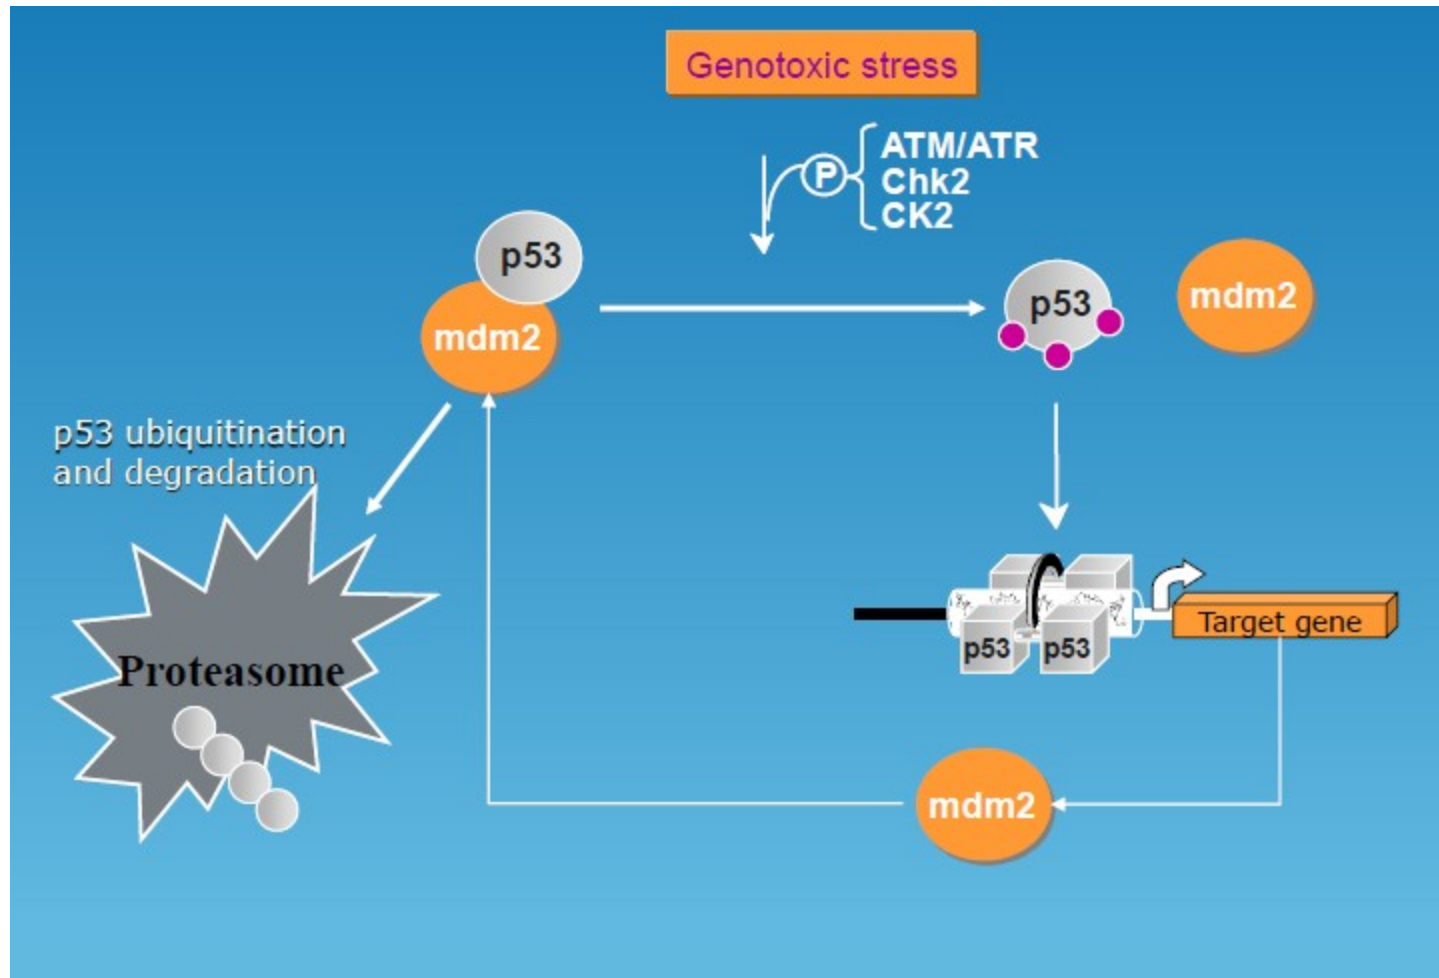 Genotoxic stress
P
ATM/ATR
Chk2
CK2
p53
mdm2
p53
mdm2
p53 ubiquitination
and degradation
Proteasome
p53
p53
Target gene
mdm2